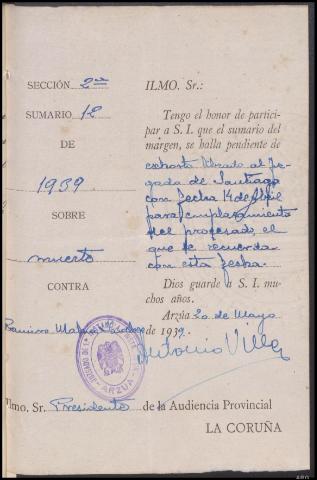 SECCIÓN 2ª
SUMARIO 12
DE
1939
SOBRE
muerto
CONTRA
Ramiro
ILMO. Sr.:
Tengo el honor de partici-
par a S. I. que el sumario del
margen, se halla pendiente de
exhorto librado al Juz-
gado de Santiago
con fecha 14 de Abril
para emplazamiento
del procesado, el
que se recuerda
con esta fecha.
Dios guarde a S. I. mu-
chos años.
Arzúa 20 de Mayo
de 1939.
Antonio Villa
ARZUA
Ilmo. Sr. Presidente de la Audiencia Provincial
LA CORUÑA